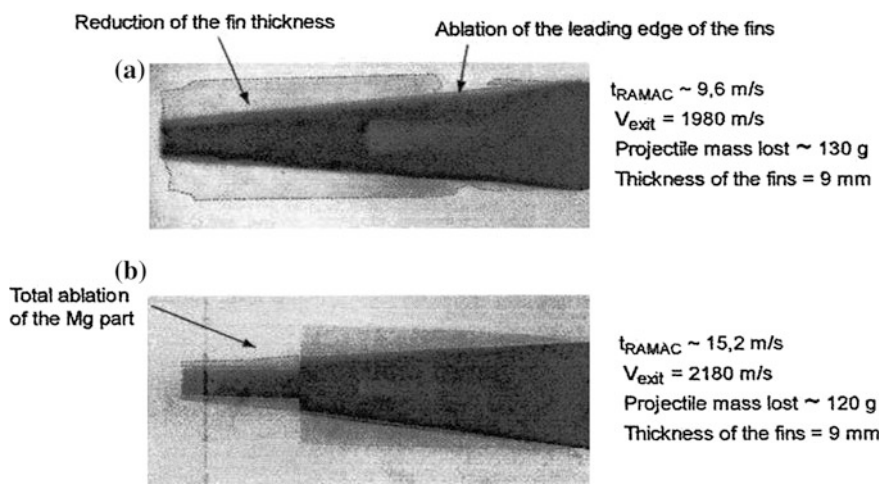 Reduction of the fin thickness
Ablation of the leading edge of the fins
(a)
tRAMAC ~ 9,6 m/s
Vexit = 1980 m/s
Projectile mass lost ~ 130 g
Thickness of the fins = 9 mm
(b)
Total ablation
of the Mg part
tRAMAC ~ 15,2 m/s
Vexit = 2180 m/s
Projectile mass lost ~ 120 g
Thickness of the fins = 9 mm